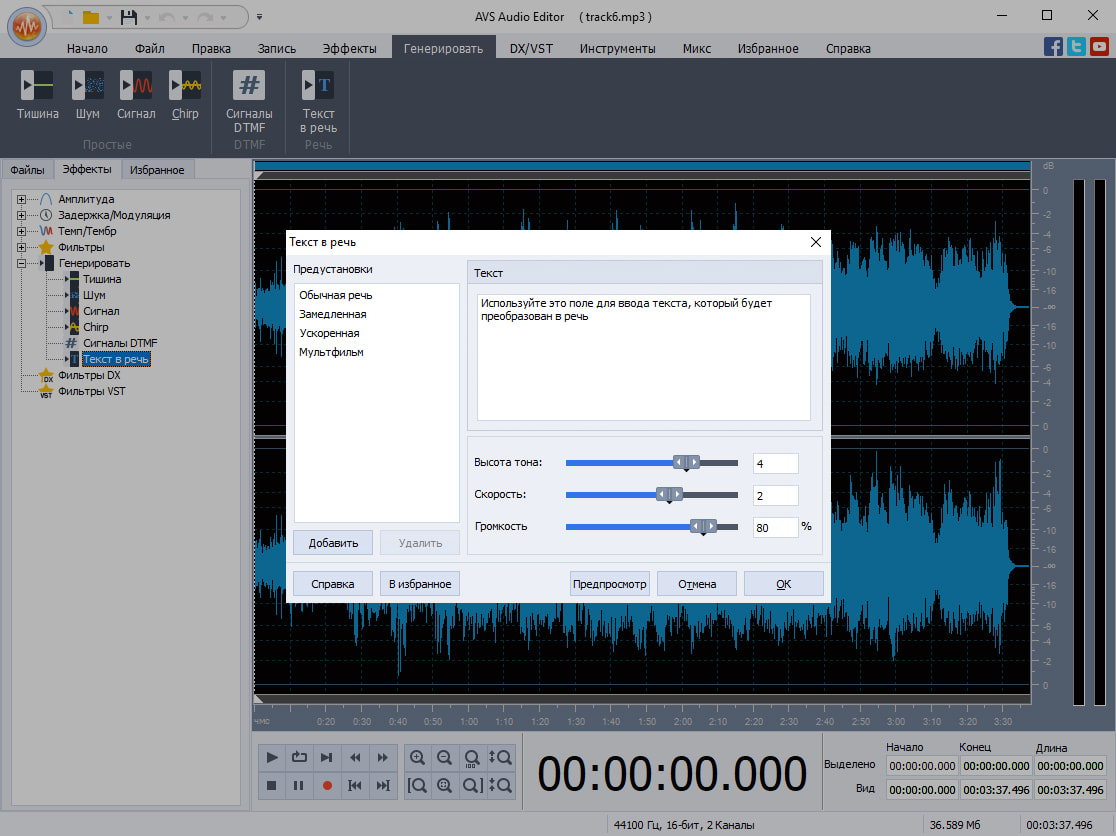 AVS Audio Editor ( track6.mp3 )
Начало Файл Правка Запись Эффекты Генерировать DX/VST Инструменты Микс Избранное Справка
Тишина Шум Сигнал Chirp Сигналы Текст
DTMF в речь
Простые DTMF Речь
Файлы Эффекты Избранное
Амплитуда
Задержка/Модуляция
Темп/Тембр
Фильтры
Генерировать
Тишина
Шум
Сигнал
Chirp
Сигналы DTMF
Текст в речь
Фильтры DX
Фильтры VST
Текст в речь
Предустановки
Обычная речь
Замедленная
Ускоренная
Мультфильм
Добавить Удалить
Текст
Используйте это поле для ввода текста, который будет
преобразован в речь
Высота тона: 4
Скорость: 2
Громкость 80 %
Справка В избранное Предпросмотр Отмена OK
dB
0
-2
-4
-6
-10
-16
-∞
-16
-10
-6
-4
-2
0
0
-2
-4
-6
-10
-16
-∞
-16
-10
-6
-4
-2
0
чмс 0:20 0:30 0:40 0:50 1:00 1:10 1:20 1:30 1:40 1:50 2:00 2:10 2:20 2:30 2:40 2:50 3:00 3:10 3:20 3:30
00:00:00.000
Начало Конец Длина
Выделено 00:00:00.000 00:00:00.000 00:00:00.000
Вид 00:00:00.000 00:03:37.496 00:03:37.496
44100 Гц, 16-бит, 2 Каналы 36.589 Мб 00:03:37.496